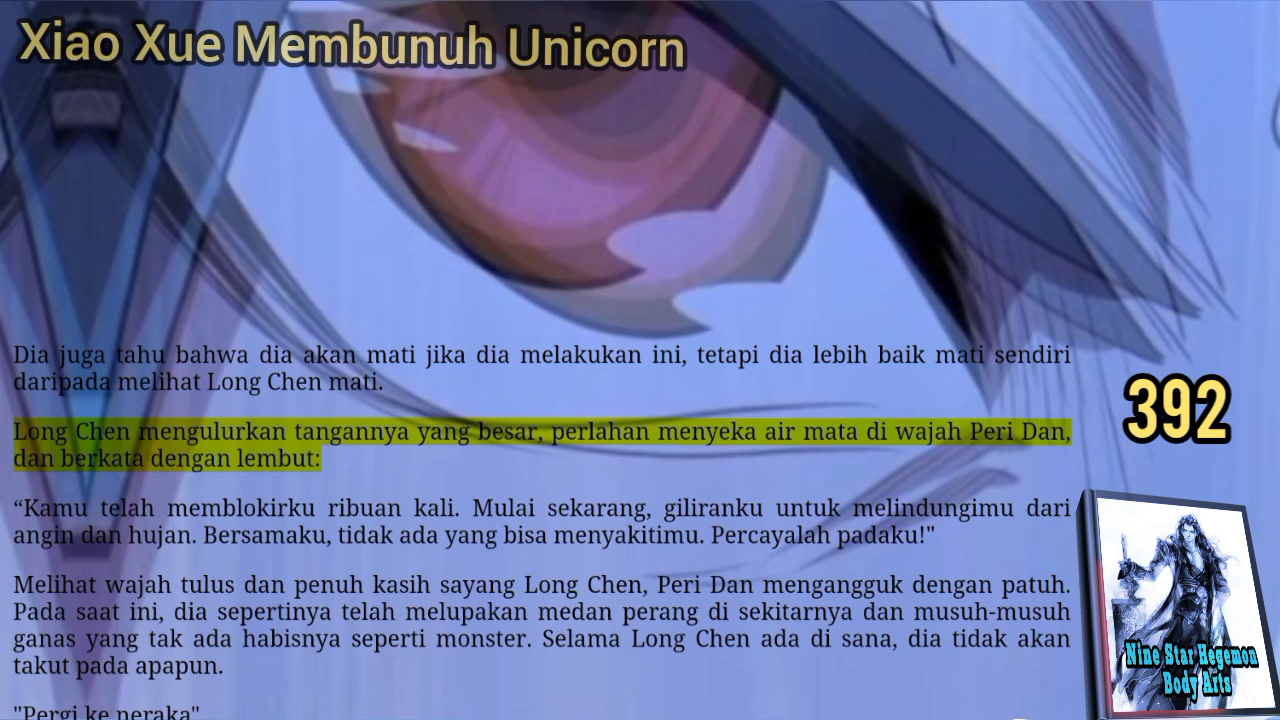 Xiao Xue Membunuh Unicorn
Dia juga tahu bahwa dia akan mati jika dia melakukan ini, tetapi dia lebih baik mati sendiri
daripada melihat Long Chen mati.
Long Chen mengulurkan tangannya yang besar, perlahan menyeka air mata di wajah Peri Dan,
dan berkata dengan lembut:
“Kamu telah memblokirku ribuan kali. Mulai sekarang, giliranku untuk melindungimu dari
angin dan hujan. Bersamaku, tidak ada yang bisa menyakitimu. Percayalah padaku!"
Melihat wajah tulus dan penuh kasih sayang Long Chen, Peri Dan mengangguk dengan patuh.
Pada saat ini, dia sepertinya telah melupakan medan perang di sekitarnya dan musuh-musuh
ganas yang tak ada habisnya seperti monster. Selama Long Chen ada di sana, dia tidak akan
takut pada apapun.
"Pergi ke neraka"
392
Nine Star Hegemon
Body Arts